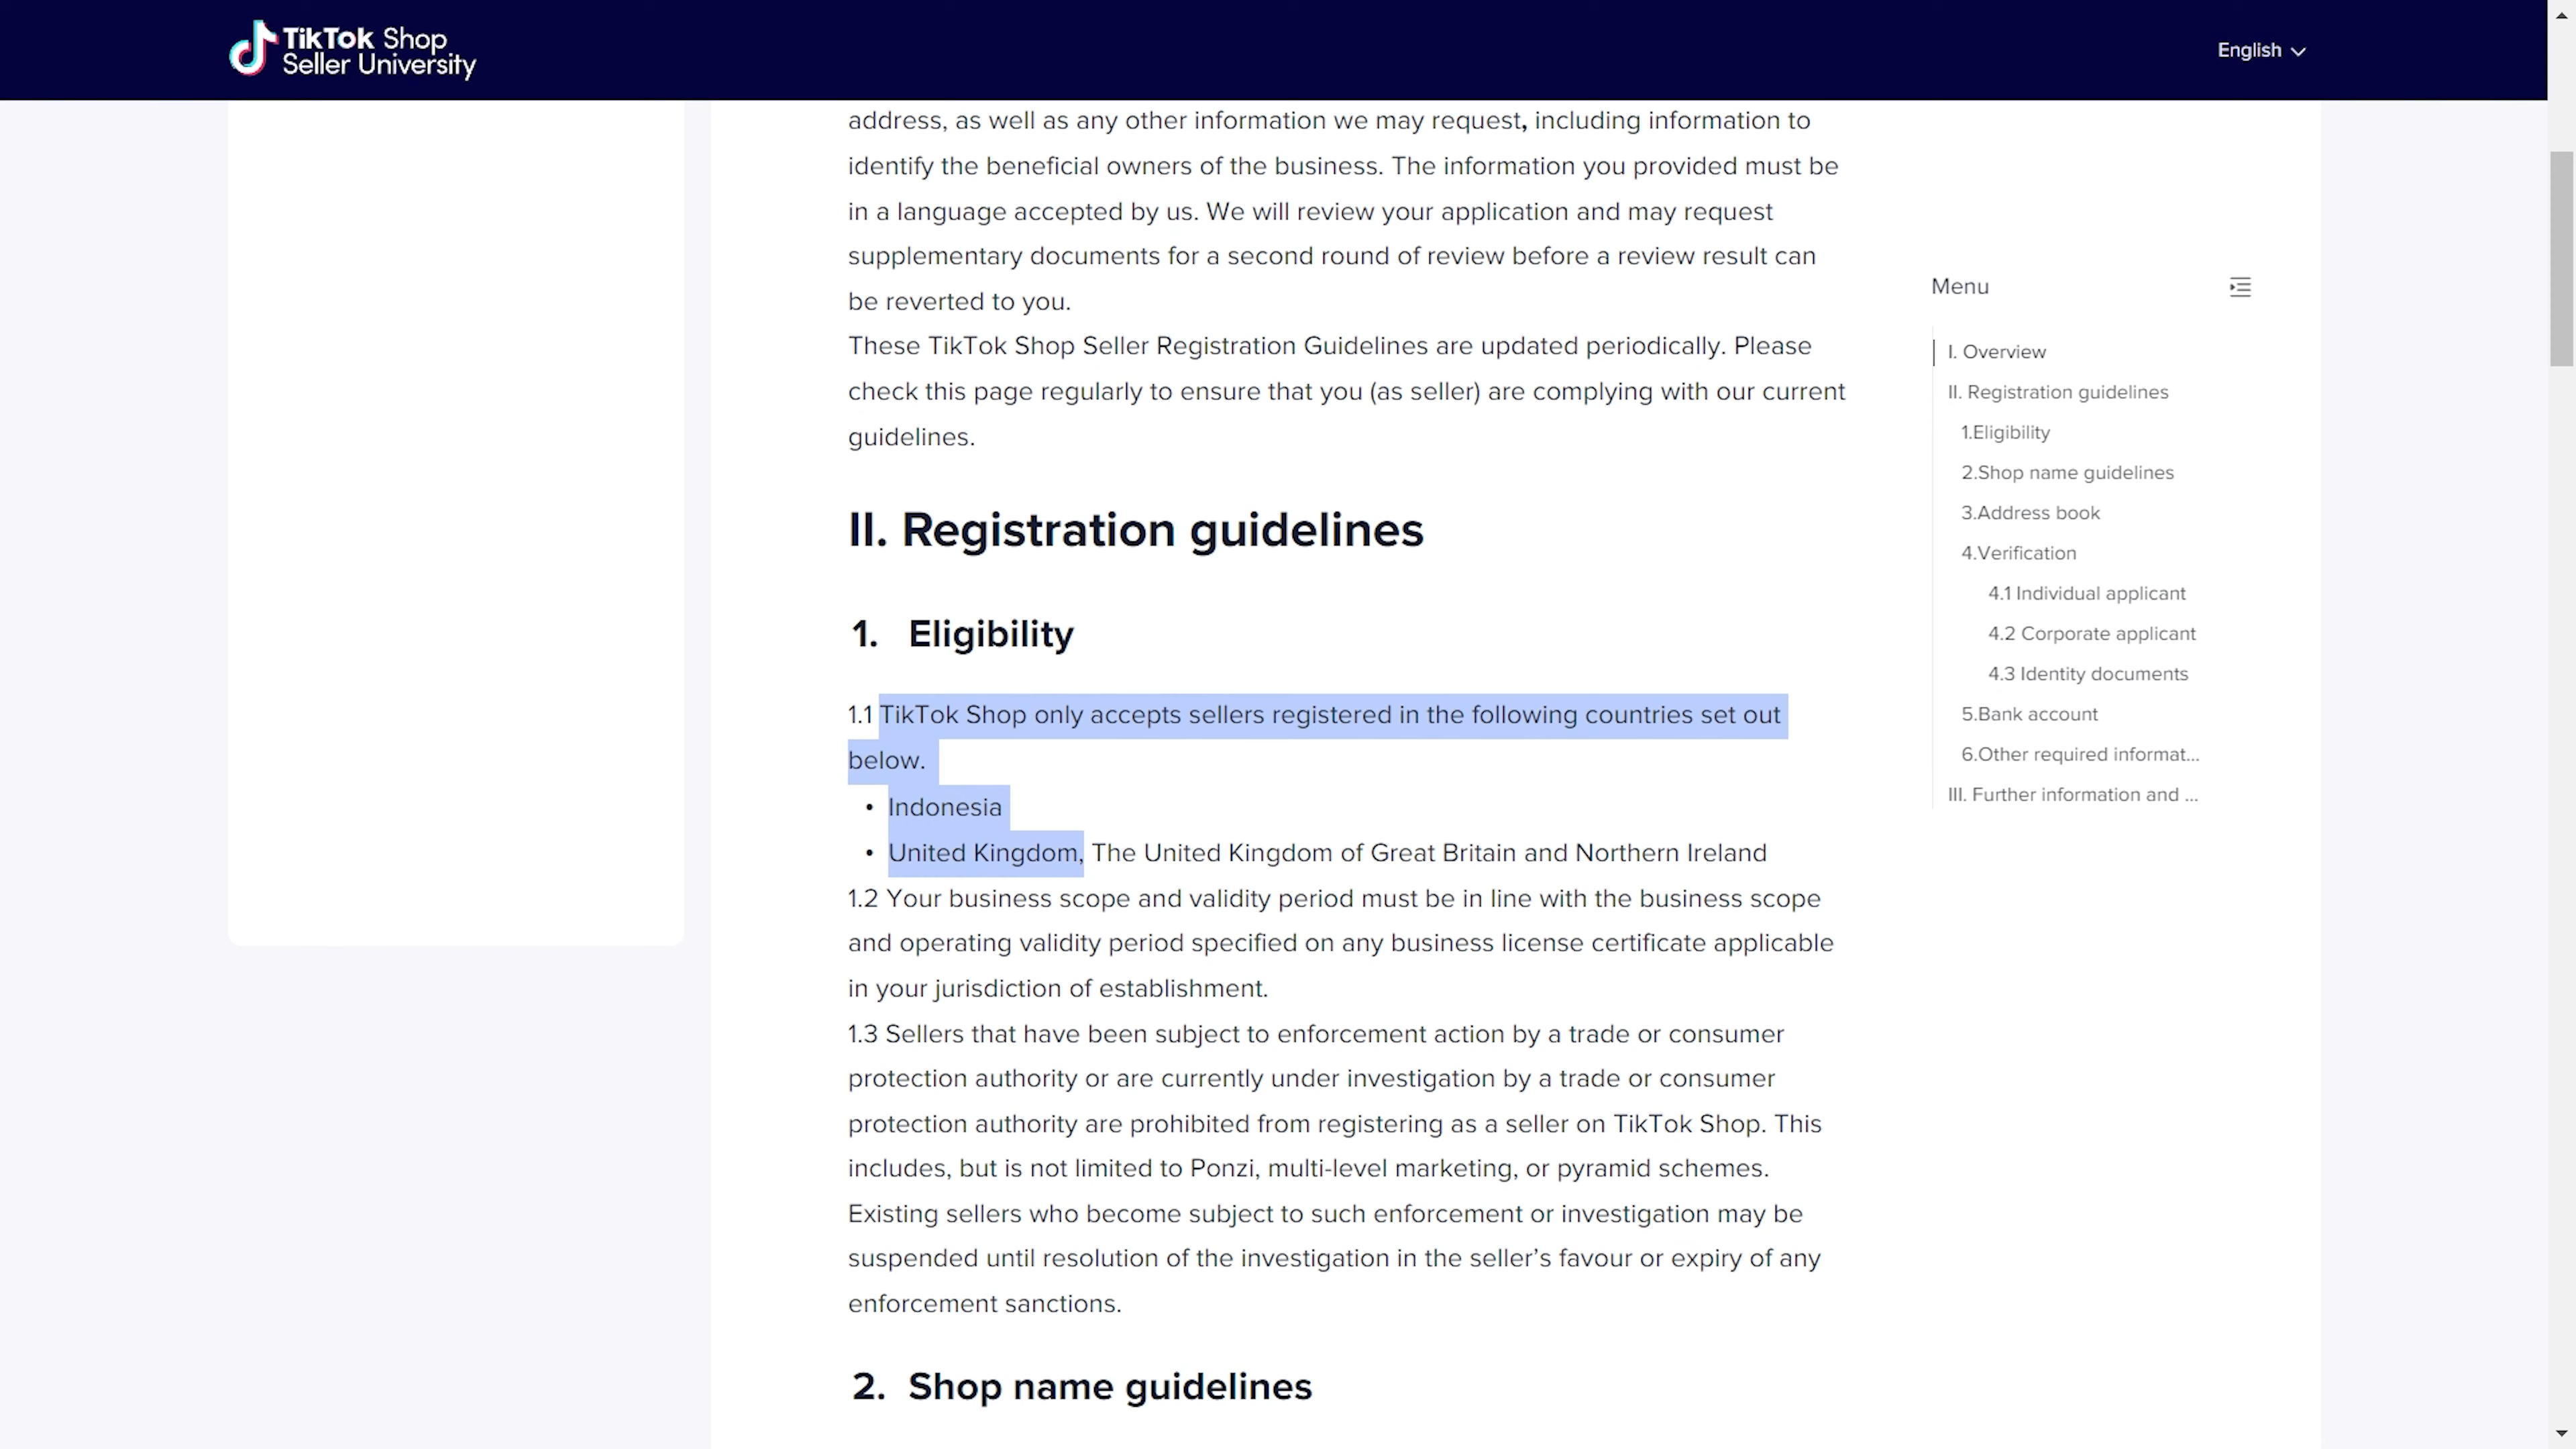 TikTok Shop
Seller University
English
address, as well as any other information we may request, including information to
identify the beneficial owners of the business. The information you provided must be
in a language accepted by us. We will review your application and may request
supplementary documents for a second round of review before a review result can
be reverted to you.
These TikTok Shop Seller Registration Guidelines are updated periodically. Please
check this page regularly to ensure that you (as seller) are complying with our current
guidelines.
II. Registration guidelines
1. Eligibility
1.1 TikTok Shop only accepts sellers registered in the following countries set out
below.
• Indonesia
• United Kingdom, The United Kingdom of Great Britain and Northern Ireland
1.2 Your business scope and validity period must be in line with the business scope
and operating validity period specified on any business license certificate applicable
in your jurisdiction of establishment.
1.3 Sellers that have been subject to enforcement action by a trade or consumer
protection authority or are currently under investigation by a trade or consumer
protection authority are prohibited from registering as a seller on TikTok Shop. This
includes, but is not limited to Ponzi, multi-level marketing, or pyramid schemes.
Existing sellers who become subject to such enforcement or investigation may be
suspended until resolution of the investigation in the seller's favour or expiry of any
enforcement sanctions.
2. Shop name guidelines
Menu
I. Overview
II. Registration guidelines
1.Eligibility
2.Shop name guidelines
3.Address book
4.Verification
4.1 Individual applicant
4.2 Corporate applicant
4.3 Identity documents
5.Bank account
6.Other required informat...
III. Further information and ...